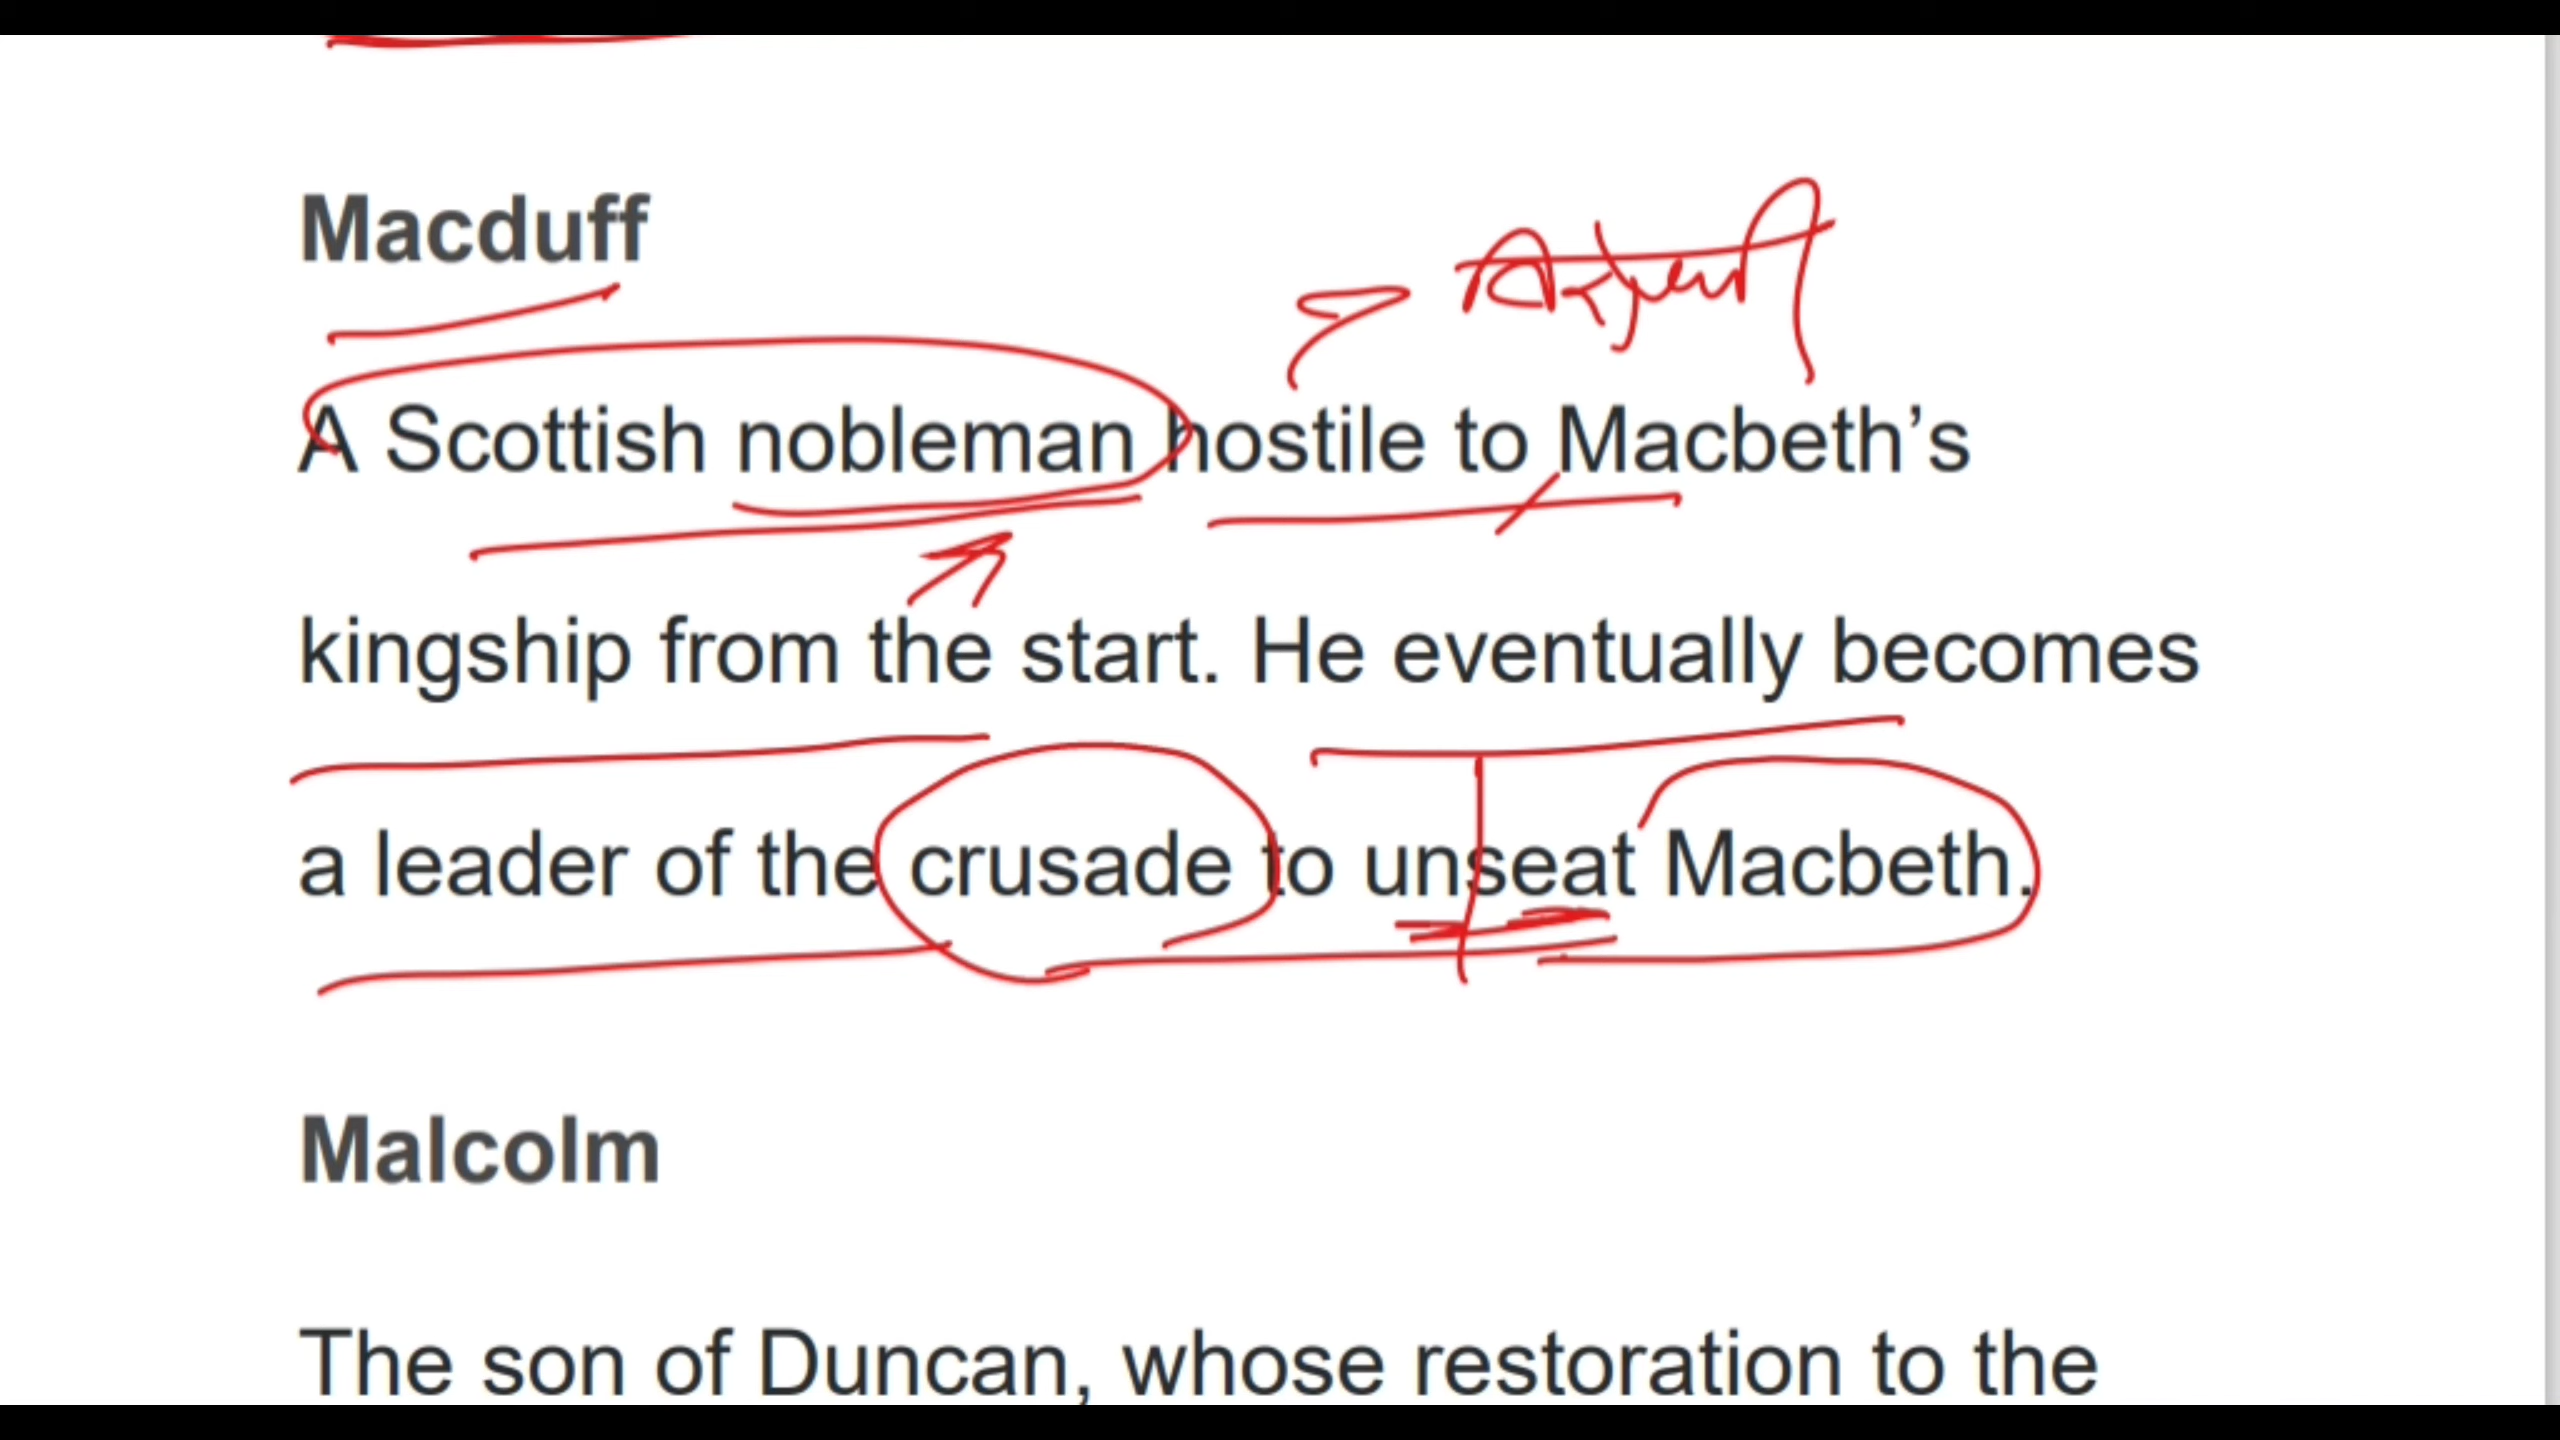 Macduff
A Scottish nobleman hostile to Macbeth’s
kingship from the start. He eventually becomes
a leader of the crusade to unseat Macbeth.
Malcolm
The son of Duncan, whose restoration to the